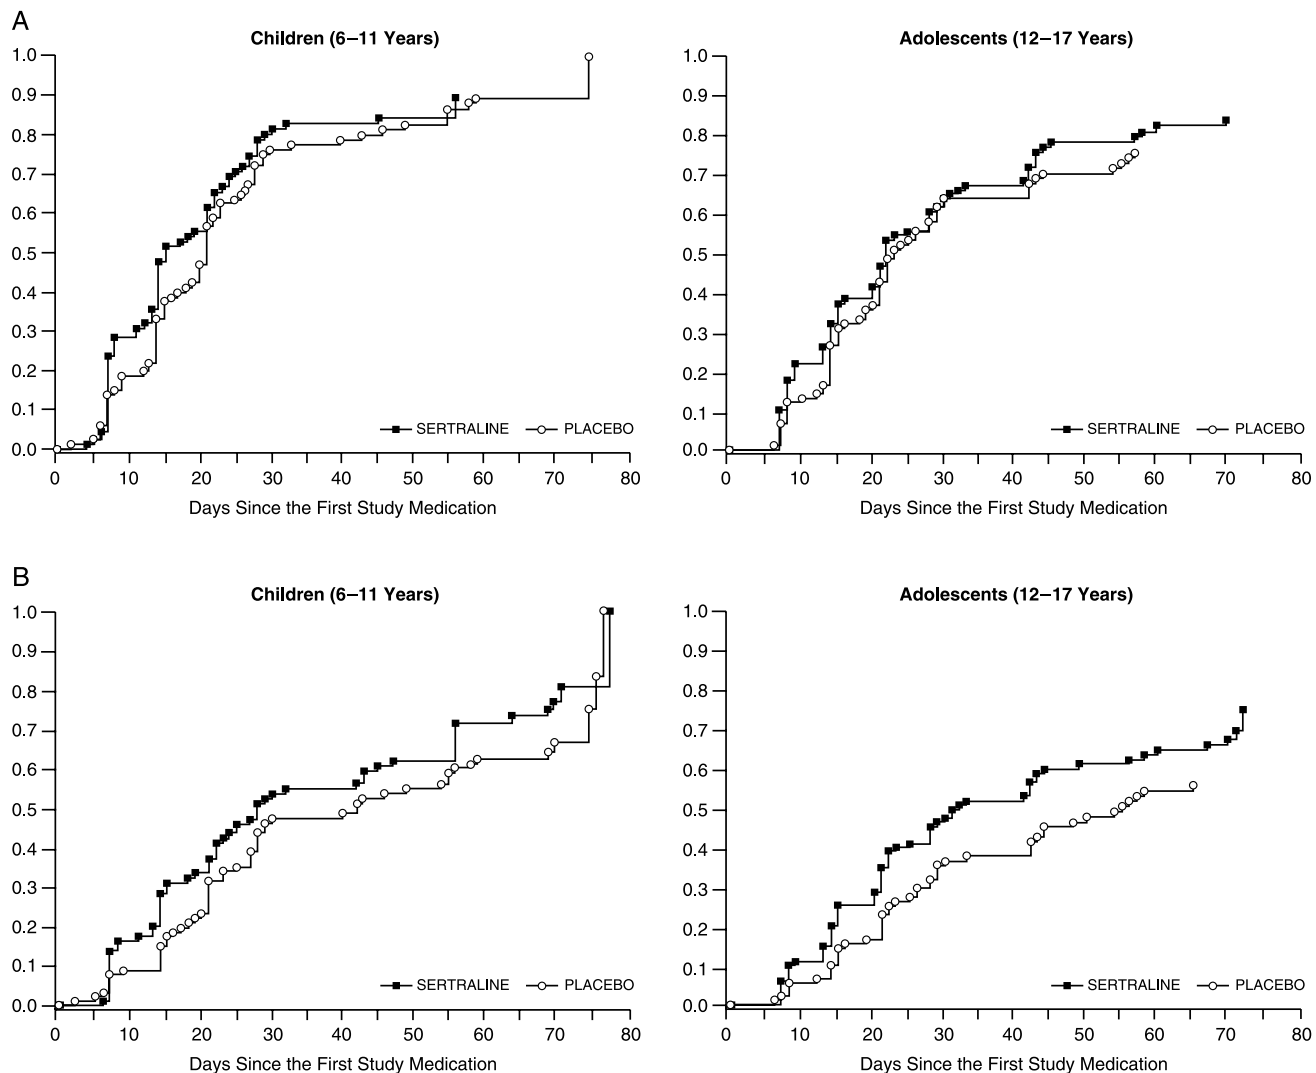 A
Children (6–11 Years)
1.0
0.9
0.8
0.7
0.6
0.5
0.4
0.3
0.2
0.1
0.0
SERTRALINE PLACEBO
0 10 20 30 40 50 60 70 80
Days Since the First Study Medication
Adolescents (12–17 Years)
1.0
0.9
0.8
0.7
0.6
0.5
0.4
0.3
0.2
0.1
0.0
SERTRALINE PLACEBO
0 10 20 30 40 50 60 70 80
Days Since the First Study Medication
B
Children (6–11 Years)
1.0
0.9
0.8
0.7
0.6
0.5
0.4
0.3
0.2
0.1
0.0
SERTRALINE PLACEBO
0 10 20 30 40 50 60 70 80
Days Since the First Study Medication
Adolescents (12–17 Years)
1.0
0.9
0.8
0.7
0.6
0.5
0.4
0.3
0.2
0.1
0.0
SERTRALINE PLACEBO
0 10 20 30 40 50 60 70 80
Days Since the First Study Medication